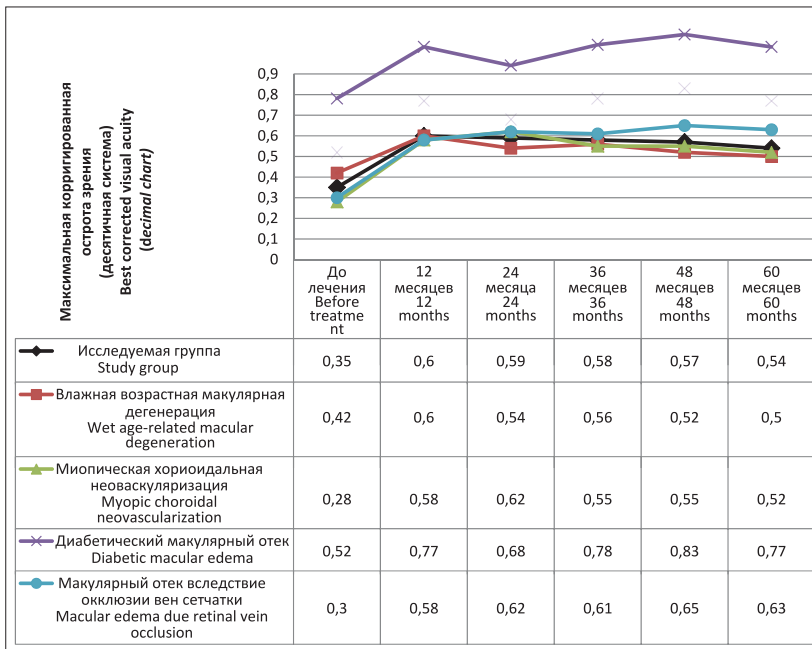 Максимальная корригированная
острота зрения
(десятичная система)
Best corrected visual acuity
(decimal chart)
0,9
0,8
0,7
0,6
0,5
0,4
0,3
0,2
0,1
0
До
лечения
Before
treatme
nt
12
месяцев
12
months
24
месяца
24
months
36
месяцев
36
months
48
месяцев
48
months
60
месяцев
60
months
Исследуемая группа
Study group
0,35 0,6 0,59 0,58 0,57 0,54
Влажная возрастная макулярная
дегенерация
Wet age-related macular
degeneration
0,42 0,6 0,54 0,56 0,52 0,5
Миопическая хориоидальная
неоваскуляризация
Myopic choroidal
neovascularization
0,28 0,58 0,62 0,55 0,55 0,52
Диабетический макулярный отек
Diabetic macular edema
0,52 0,77 0,68 0,78 0,83 0,77
Макулярный отек вследствие
окклюзии вен сетчатки
Macular edema due retinal vein
occlusion
0,3 0,58 0,62 0,61 0,65 0,63